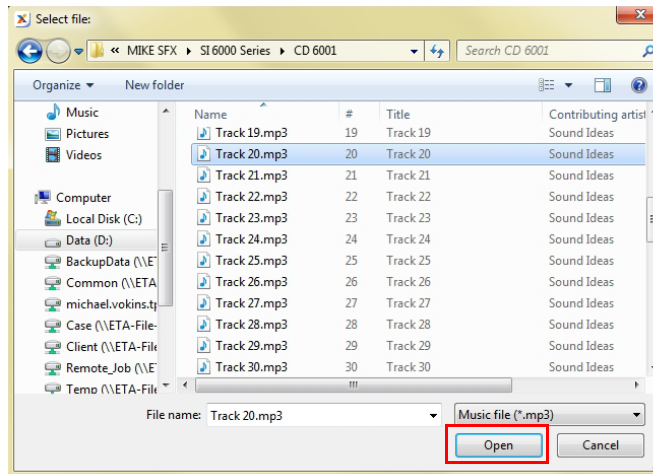 Select file:
« MIKE SFX ▸ SI 6000 Series ▸ CD 6001 Search CD 6001
Organize New folder
Music
Pictures
Videos
Computer
Local Disk (C:)
Data (D:)
BackupData (\\E
Common (\\ETA
michael.vokins.t
Case (\\ETA-File-
Client (\\ETA-File
Remote_Job (\\E
Temp (\\ETA-File
Name # Title Contributing artist
Track 19.mp3 19 Track 19 Sound Ideas
Track 20.mp3 20 Track 20 Sound Ideas
Track 21.mp3 21 Track 21 Sound Ideas
Track 22.mp3 22 Track 22 Sound Ideas
Track 23.mp3 23 Track 23 Sound Ideas
Track 24.mp3 24 Track 24 Sound Ideas
Track 25.mp3 25 Track 25 Sound Ideas
Track 26.mp3 26 Track 26 Sound Ideas
Track 27.mp3 27 Track 27 Sound Ideas
Track 28.mp3 28 Track 28 Sound Ideas
Track 29.mp3 29 Track 29 Sound Ideas
Track 30.mp3 30 Track 30 Sound Ideas
File name: Track 20.mp3 Music file (*.mp3)
Open Cancel